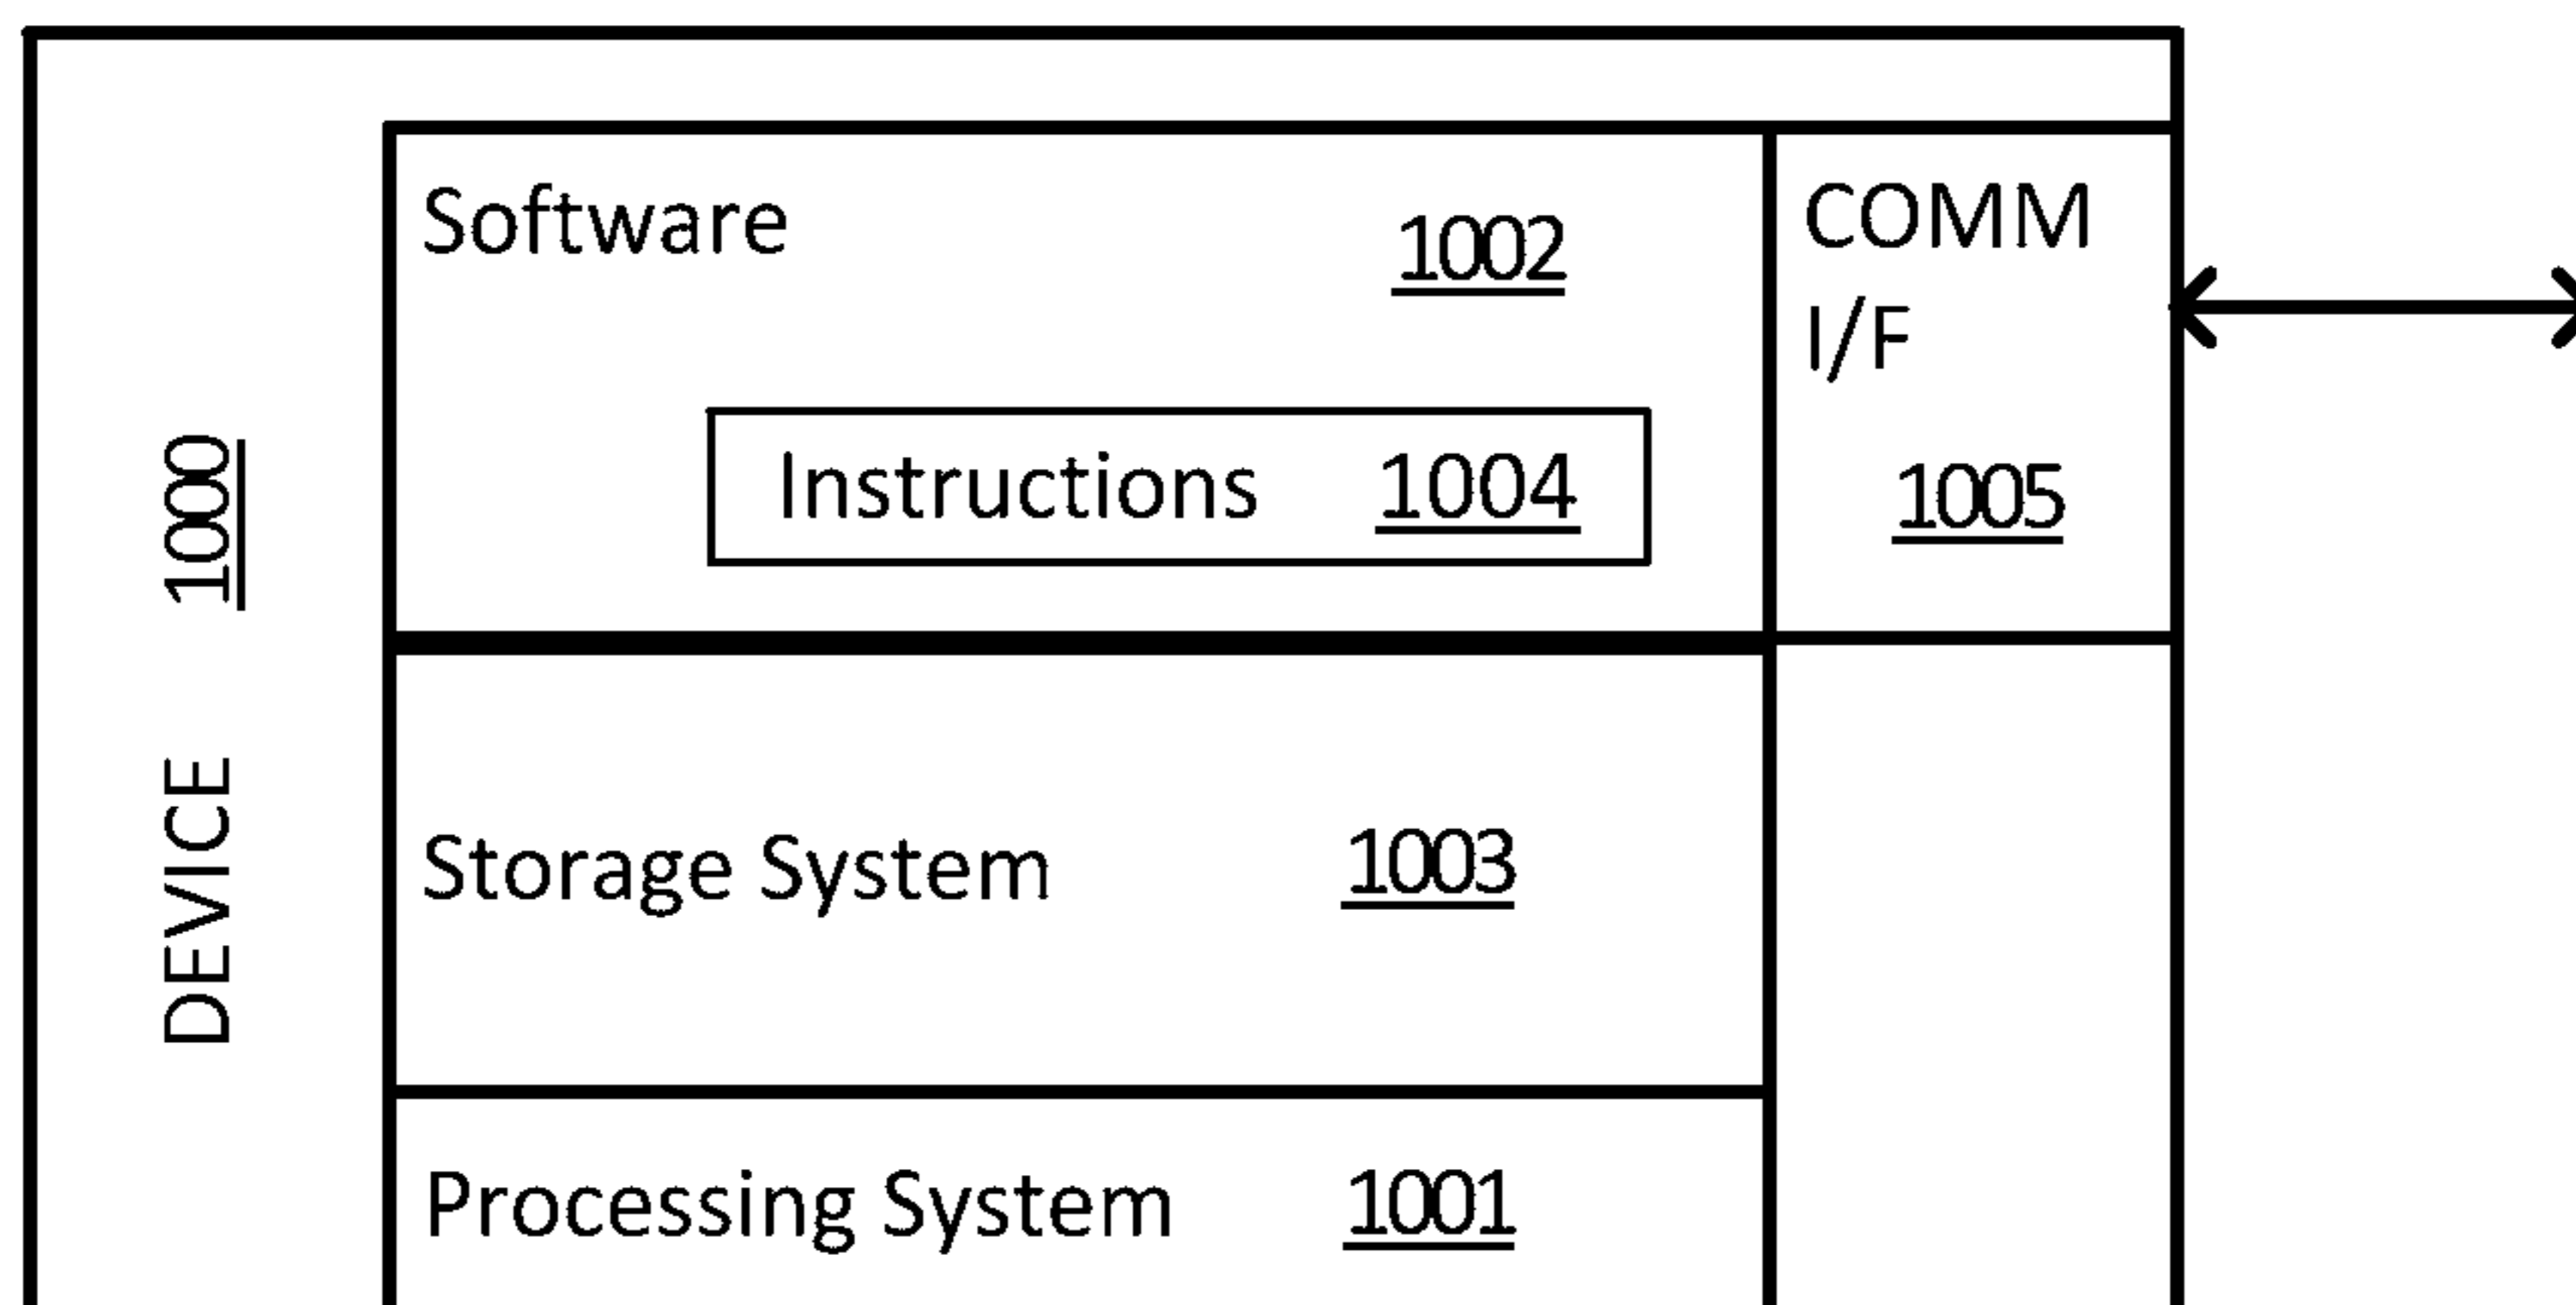 DEVICE 1000
Software 1002
Instructions 1004
COMM
I/F
1005
Storage System 1003
Processing System 1001